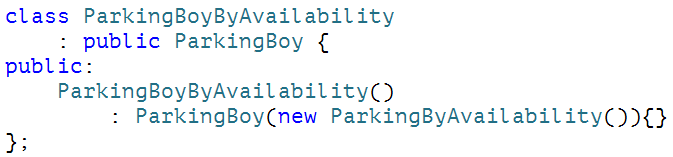 class ParkingBoyByAvailability
    : public ParkingBoy {
public:
    ParkingBoyByAvailability()
        : ParkingBoy(new ParkingByAvailability()){}
};